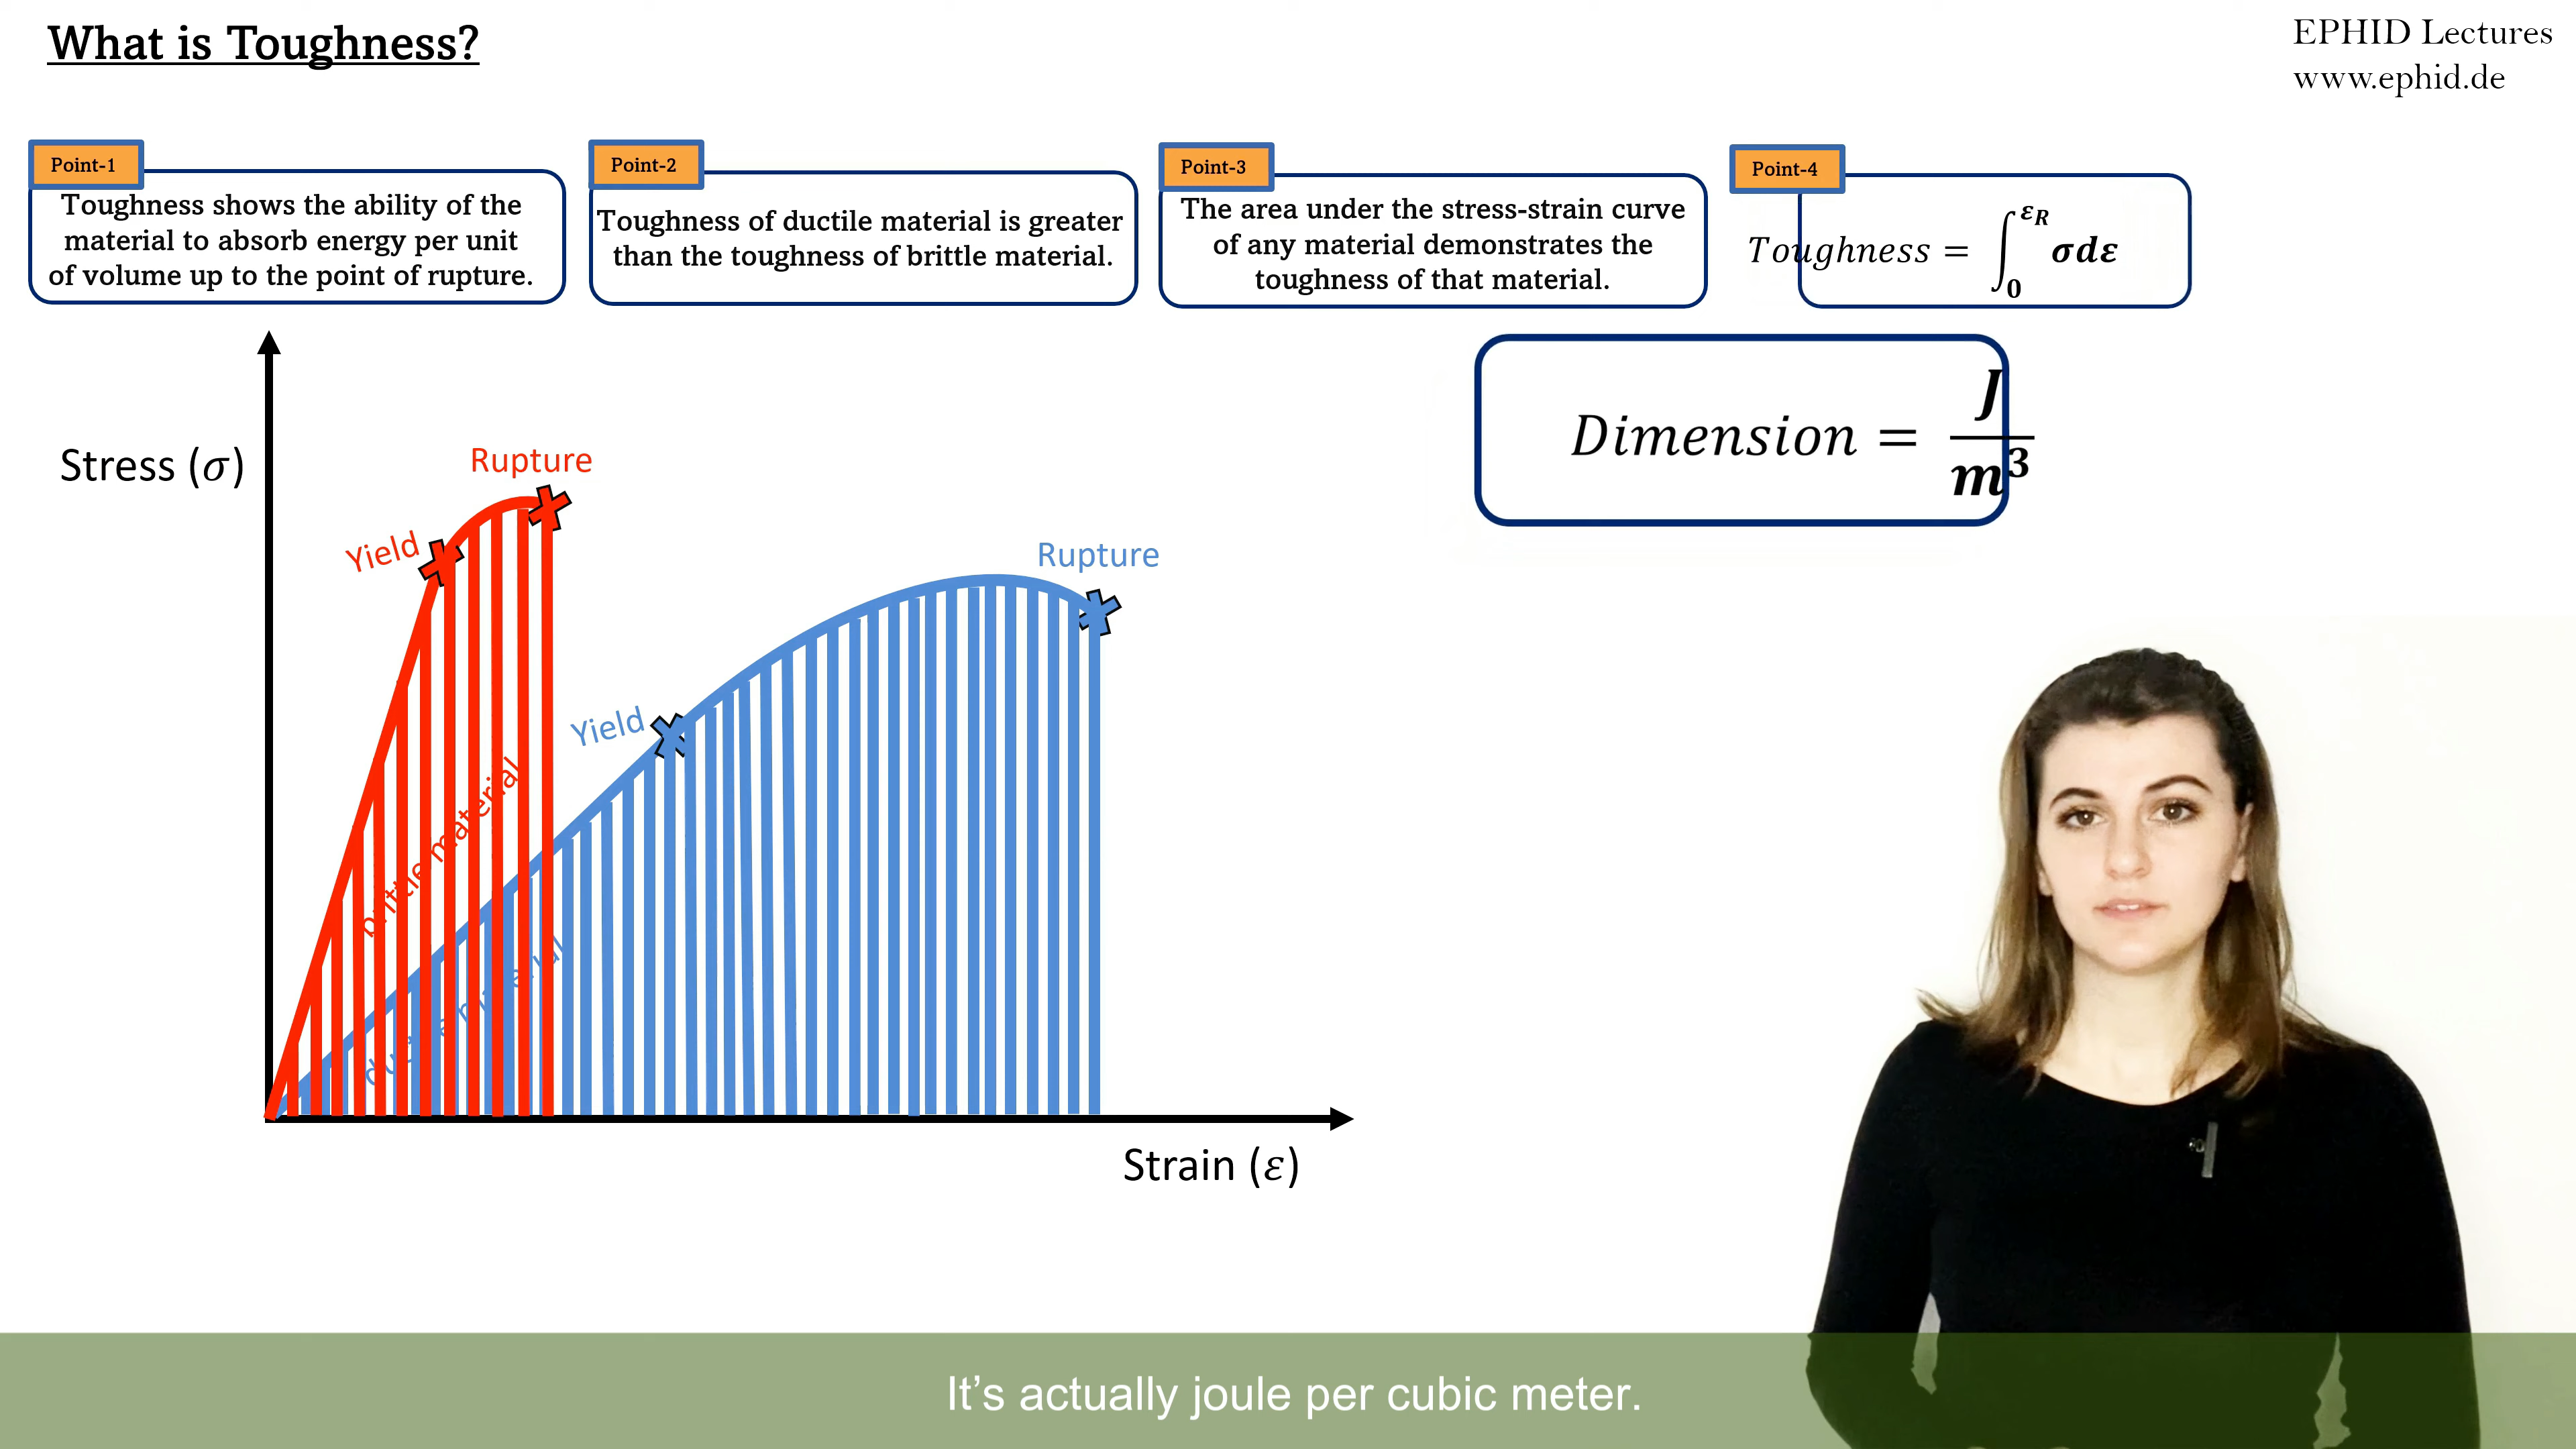 What is Toughness?
EPHID Lectures
www.ephid.de
Point-1
Toughness shows the ability of the
material to absorb energy per unit
of volume up to the point of rupture.
Point-2
Toughness of ductile material is greater
than the toughness of brittle material.
Point-3
The area under the stress-strain curve
of any material demonstrates the
toughness of that material.
Point-4
Toughness = ∫₀^εR σdε
Dimension = J/m³
Stress (σ)
Rupture
Yield
brittle material
Rupture
Yield
ductile material
Strain (ε)
It’s actually joule per cubic meter.